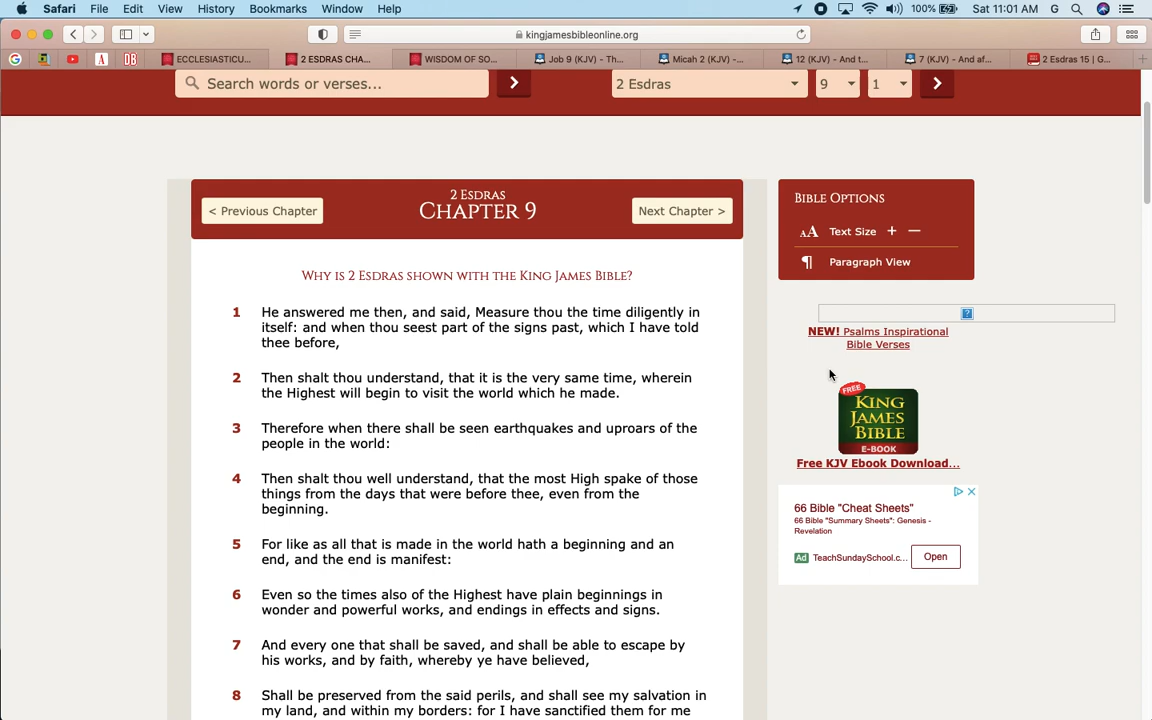 Safari File Edit View History Bookmarks Window Help 100% Sat 11:01 AM G
kingjamesbibleonline.org
G A DB ECCLESIASTICU... 2 ESDRAS CHA... WISDOM OF SO... Job 9 (KJV) - Th... Micah 2 (KJV) -... 12 (KJV) - And t... 7 (KJV) - And af... 2 Esdras 15 | G...
Search words or verses... > 2 Esdras 9 1 >
< Previous Chapter
2 ESDRAS
CHAPTER 9
Next Chapter >
WHY IS 2 ESDRAS SHOWN WITH THE KING JAMES BIBLE?
1 He answered me then, and said, Measure thou the time diligently in
itself: and when thou seest part of the signs past, which I have told
thee before,
2 Then shalt thou understand, that it is the very same time, wherein
the Highest will begin to visit the world which he made.
3 Therefore when there shall be seen earthquakes and uproars of the
people in the world:
4 Then shalt thou well understand, that the most High spake of those
things from the days that were before thee, even from the
beginning.
5 For like as all that is made in the world hath a beginning and an
end, and the end is manifest:
6 Even so the times also of the Highest have plain beginnings in
wonder and powerful works, and endings in effects and signs.
7 And every one that shall be saved, and shall be able to escape by
his works, and by faith, whereby ye have believed,
8 Shall be preserved from the said perils, and shall see my salvation in
my land, and within my borders: for I have sanctified them for me
BIBLE OPTIONS
AA Text Size + —
¶ Paragraph View
?
NEW! Psalms Inspirational
Bible Verses
FREE
KING
JAMES
BIBLE
E-BOOK
Free KJV Ebook Download...
66 Bible "Cheat Sheets"
66 Bible "Summary Sheets": Genesis -
Revelation
Ad TeachSundaySchool.c... Open